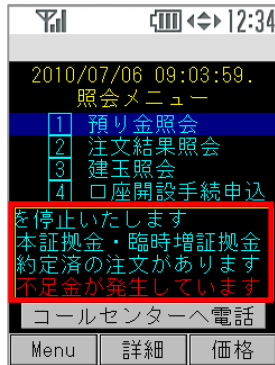 12:34
2010/07/06 09:03:59.
照会メニュー
1 預り金照会
2 注文結果照会
3 建玉照会
4 口座開設手続申込
を停止いたします
本証拠金・臨時増証拠金
約定済の注文があります
不足金が発生しています
コールセンターへ電話
Menu 詳細 価格